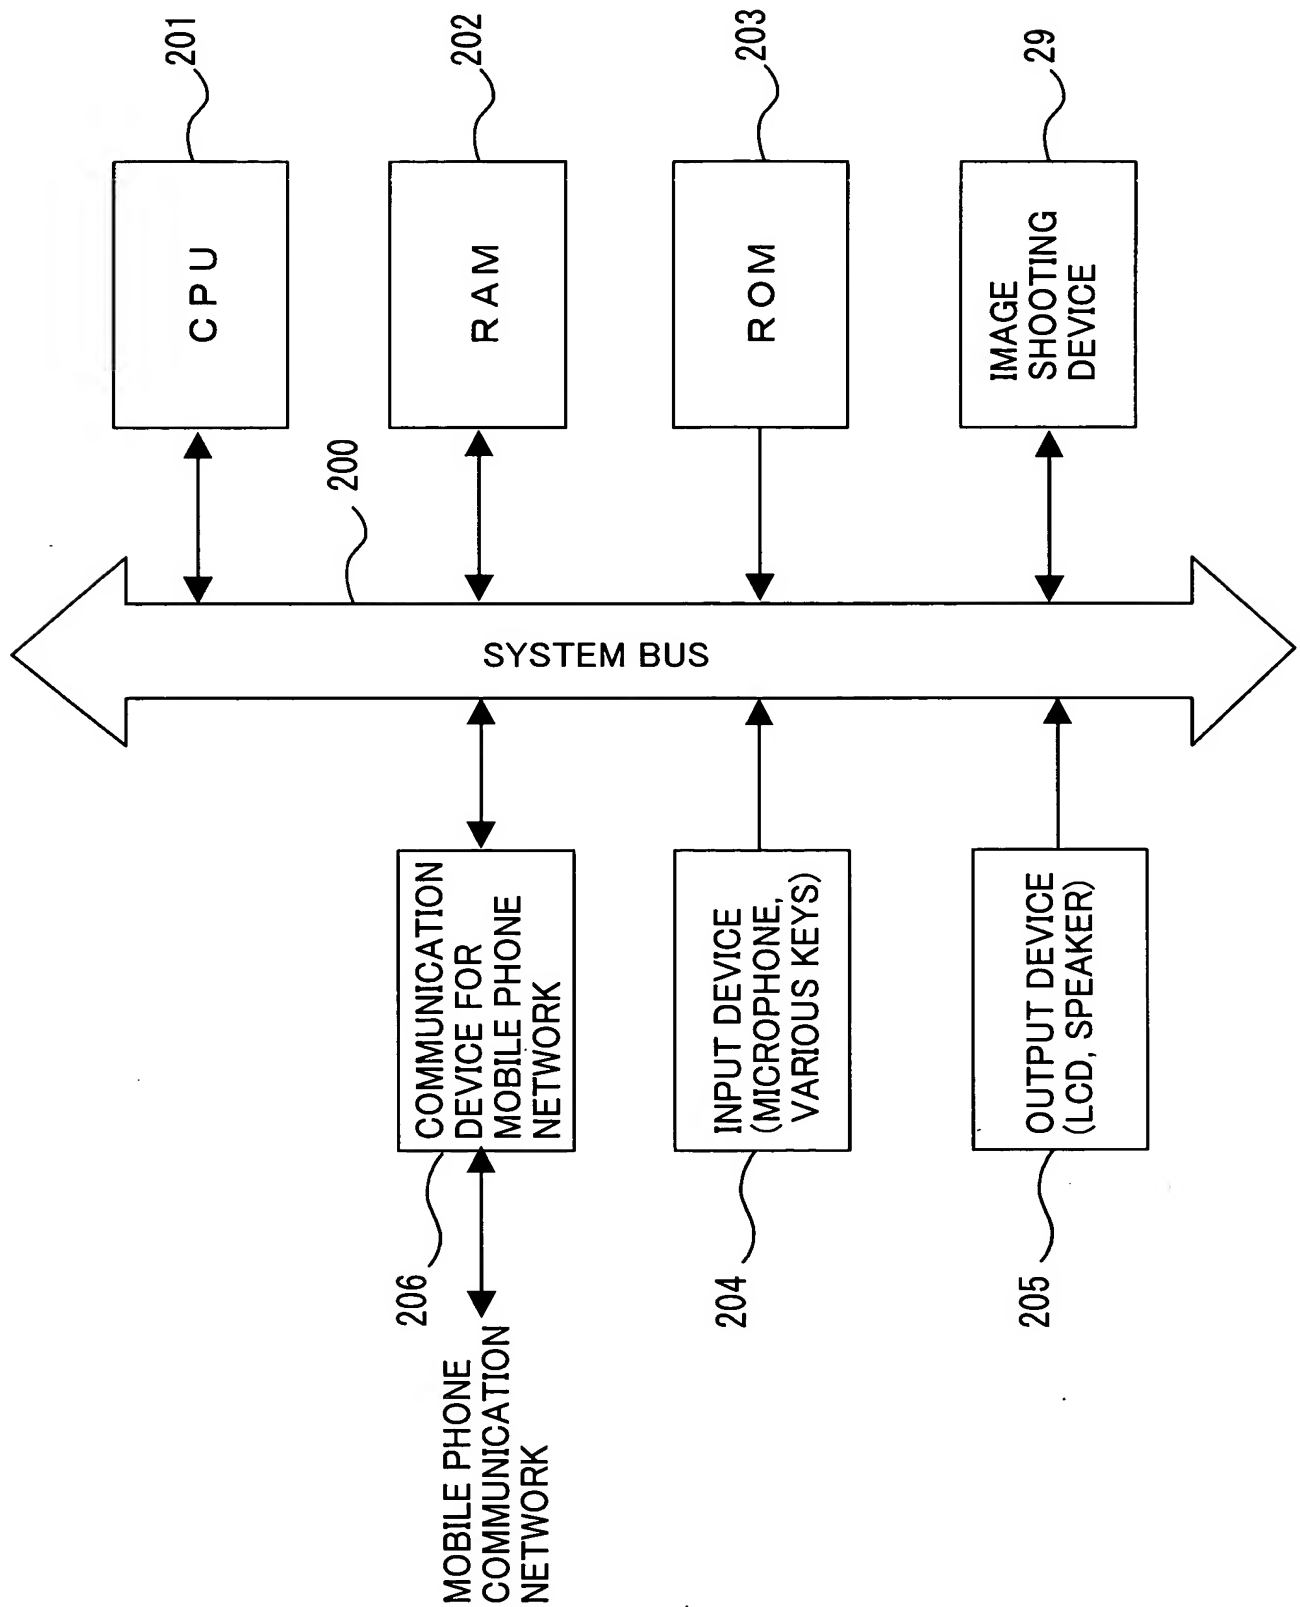 201
202
203
29
CPU
RAM
ROM
IMAGE
SHOOTING
DEVICE
200
SYSTEM BUS
COMMUNICATION
DEVICE FOR
MOBILE PHONE
NETWORK
INPUT DEVICE
(MICROPHONE,
VARIOUS KEYS)
OUTPUT DEVICE
(LCD, SPEAKER)
206
204
205
MOBILE PHONE
COMMUNICATION
NETWORK